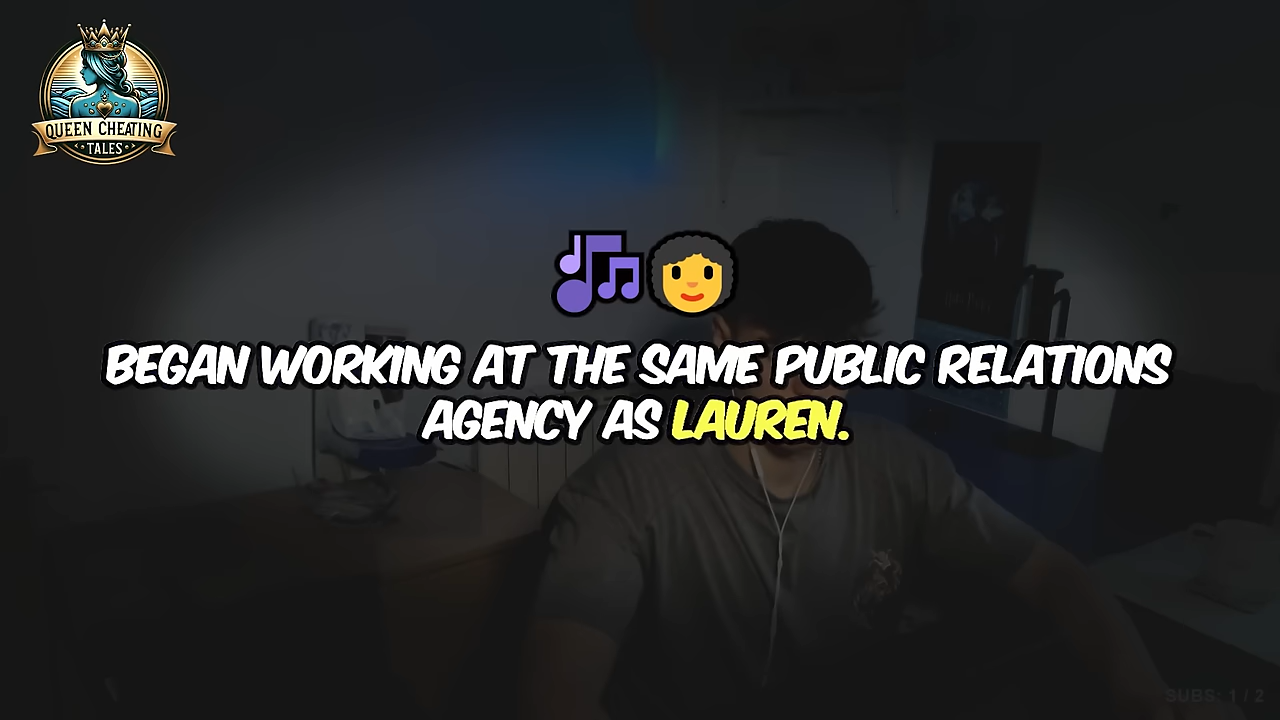 QUEEN CHEATING
TALES
BEGAN WORKING AT THE SAME PUBLIC RELATIONS
AGENCY AS LAUREN.
SUBS: 1 / 2